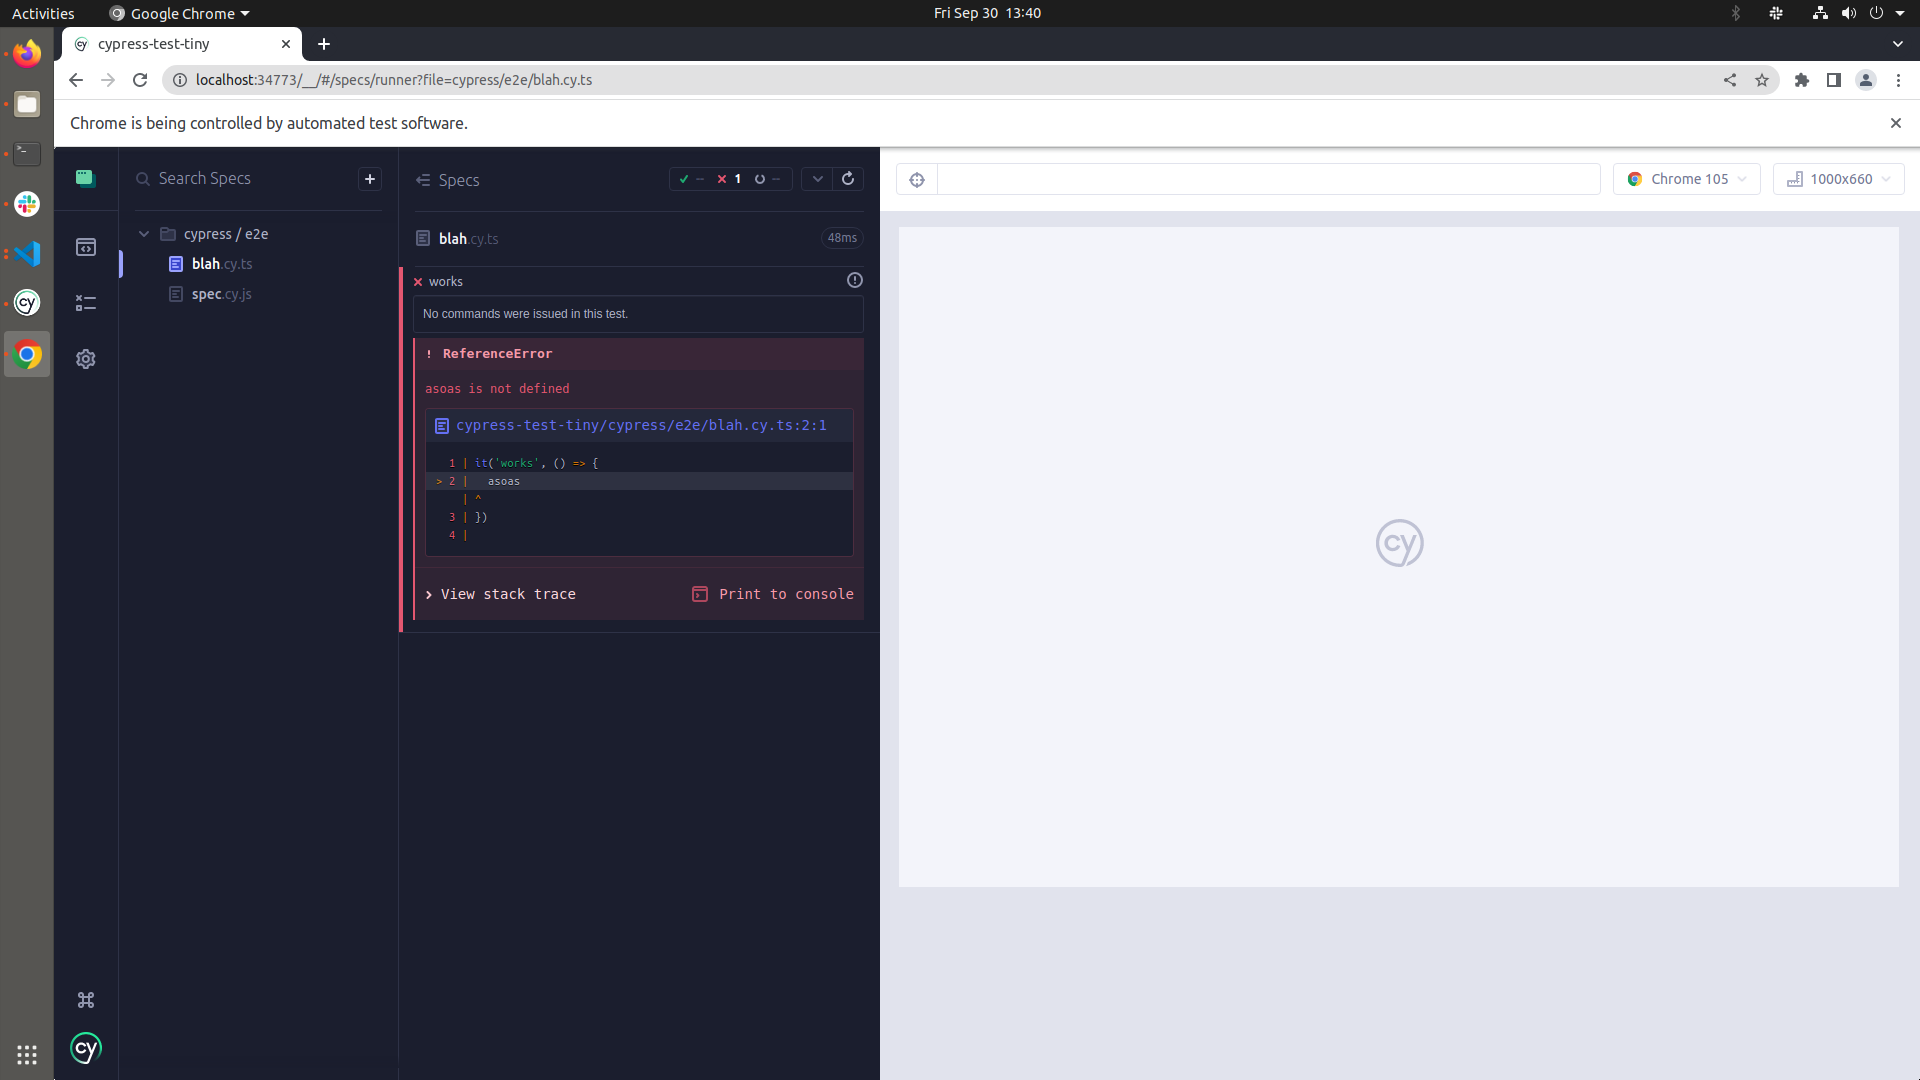 Activities
Google Chrome
Fri Sep 30 13:40
cypress-test-tiny
localhost:34773/__/#/specs/runner?file=cypress/e2e/blah.cy.ts
Chrome is being controlled by automated test software.
Search Specs
+
cypress / e2e
blah.cy.ts
spec.cy.js
Specs
-- 1 --
blah.cy.ts
48ms
works
No commands were issued in this test.
! ReferenceError
asoas is not defined
cypress-test-tiny/cypress/e2e/blah.cy.ts:2:1
1 | it('works', () => {
> 2 |   asoas
| ^
3 | })
4 |
View stack trace
Print to console
Chrome 105
1000x660
cy
cy